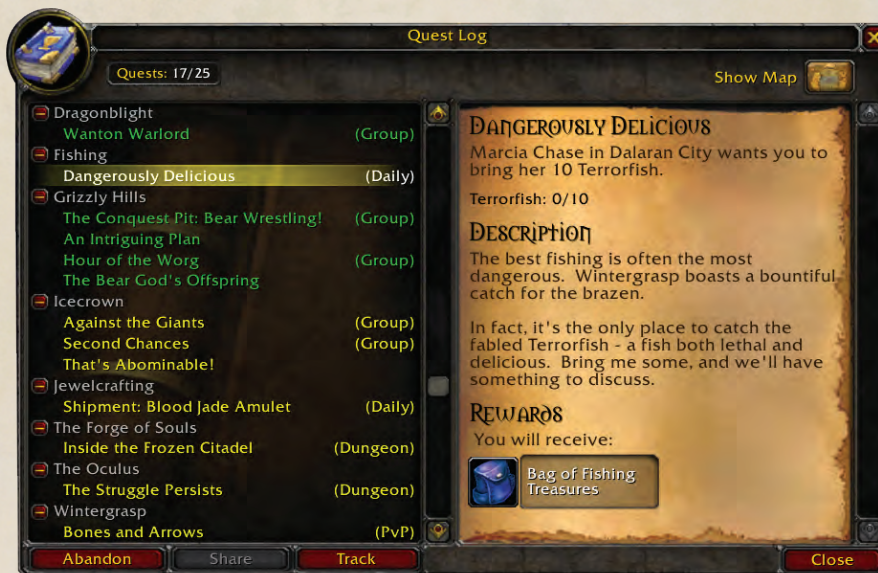 Quest Log
Quests: 17/25
Show Map
Dragonblight
Wanton Warlord (Group)
Fishing
Dangerously Delicious (Daily)
Grizzly Hills
The Conquest Pit: Bear Wrestling! (Group)
An Intriguing Plan
Hour of the Worg (Group)
The Bear God's Offspring
Icecrown
Against the Giants (Group)
Second Chances (Group)
That's Abominable!
Jewelcrafting
Shipment: Blood Jade Amulet (Daily)
The Forge of Souls
Inside the Frozen Citadel (Dungeon)
The Oculus
The Struggle Persists (Dungeon)
Wintergrasp
Bones and Arrows (PvP)
Abandon
Share
Track
Dangerously Delicious
Marcia Chase in Dalaran City wants you to
bring her 10 Terrorfish.
Terrorfish: 0/10
Description
The best fishing is often the most
dangerous. Wintergrasp boasts a bountiful
catch for the brazen.
In fact, it's the only place to catch the
fabled Terrorfish - a fish both lethal and
delicious. Bring me some, and we'll have
something to discuss.
Rewards
You will receive:
Bag of Fishing
Treasures
Close